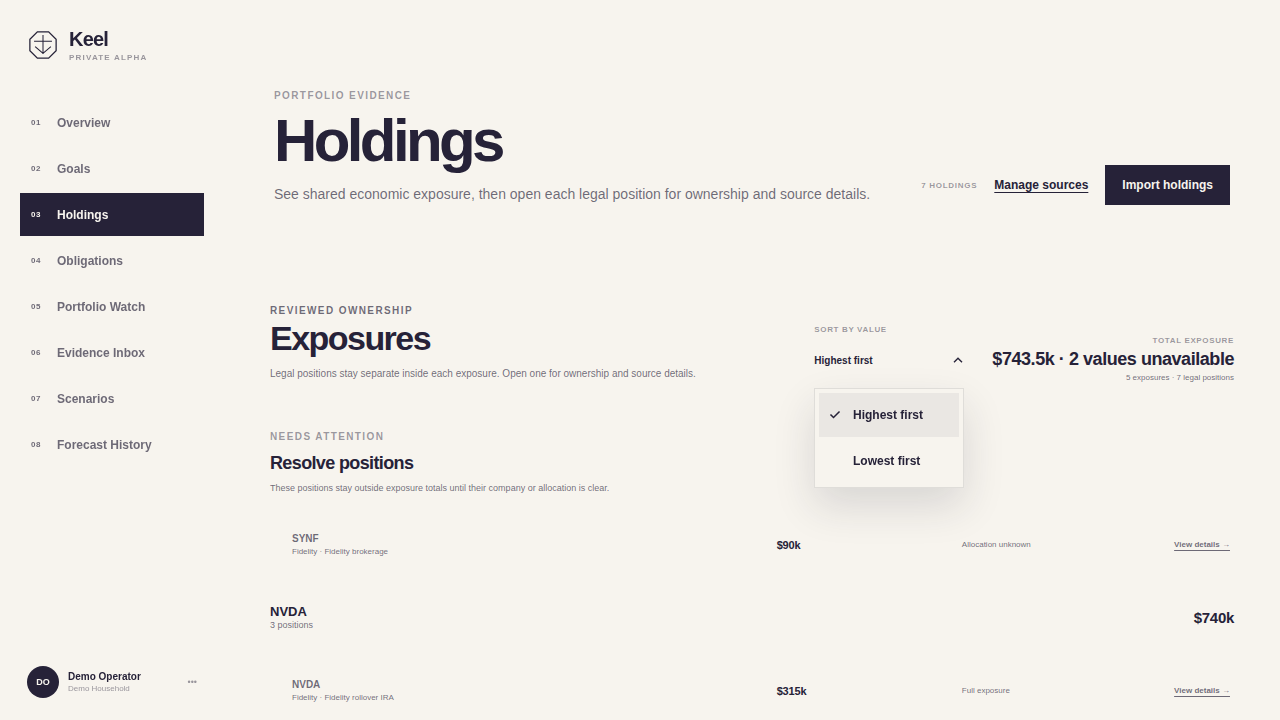 Keel
PRIVATE ALPHA
01 Overview
02 Goals
03 Holdings
04 Obligations
05 Portfolio Watch
06 Evidence Inbox
07 Scenarios
08 Forecast History
DO
Demo Operator
Demo Household
•••
PORTFOLIO EVIDENCE
Holdings
See shared economic exposure, then open each legal position for ownership and source details.
7 HOLDINGS
Manage sources
Import holdings
REVIEWED OWNERSHIP
Exposures
Legal positions stay separate inside each exposure. Open one for ownership and source details.
SORT BY VALUE
Highest first
Highest first
Lowest first
TOTAL EXPOSURE
$743.5k · 2 values unavailable
5 exposures · 7 legal positions
NEEDS ATTENTION
Resolve positions
These positions stay outside exposure totals until their company or allocation is clear.
SYNF
Fidelity · Fidelity brokerage
$90k
Allocation unknown
View details →
NVDA
3 positions
$740k
NVDA
Fidelity · Fidelity rollover IRA
$315k
Full exposure
View details →